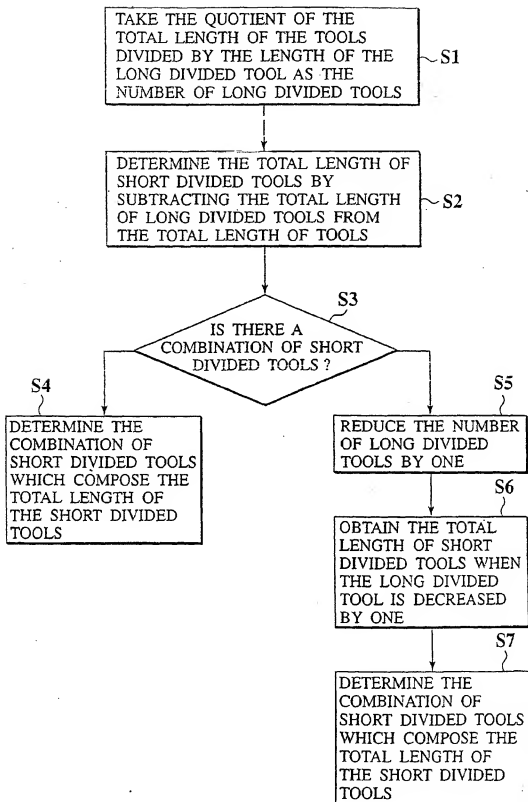 TAKE THE QUOTIENT OF THE
TOTAL LENGTH OF THE TOOLS
DIVIDED BY THE LENGTH OF THE
LONG DIVIDED TOOL AS THE
NUMBER OF LONG DIVIDED TOOLS
S1
DETERMINE THE TOTAL LENGTH OF
SHORT DIVIDED TOOLS BY
SUBTRACTING THE TOTAL LENGTH
OF LONG DIVIDED TOOLS FROM
THE TOTAL LENGTH OF TOOLS
S2
S3
IS THERE A
COMBINATION OF SHORT
DIVIDED TOOLS ?
S4
DETERMINE THE
COMBINATION OF
SHORT DIVIDED TOOLS
WHICH COMPOSE THE
TOTAL LENGTH OF
THE SHORT DIVIDED
TOOLS
S5
REDUCE THE NUMBER
OF LONG DIVIDED
TOOLS BY ONE
S6
OBTAIN THE TOTAL
LENGTH OF SHORT
DIVIDED TOOLS WHEN
THE LONG DIVIDED
TOOL IS DECREASED
BY ONE
S7
DETERMINE THE
COMBINATION OF
SHORT DIVIDED TOOLS
WHICH COMPOSE THE
TOTAL LENGTH OF
THE SHORT DIVIDED
TOOLS